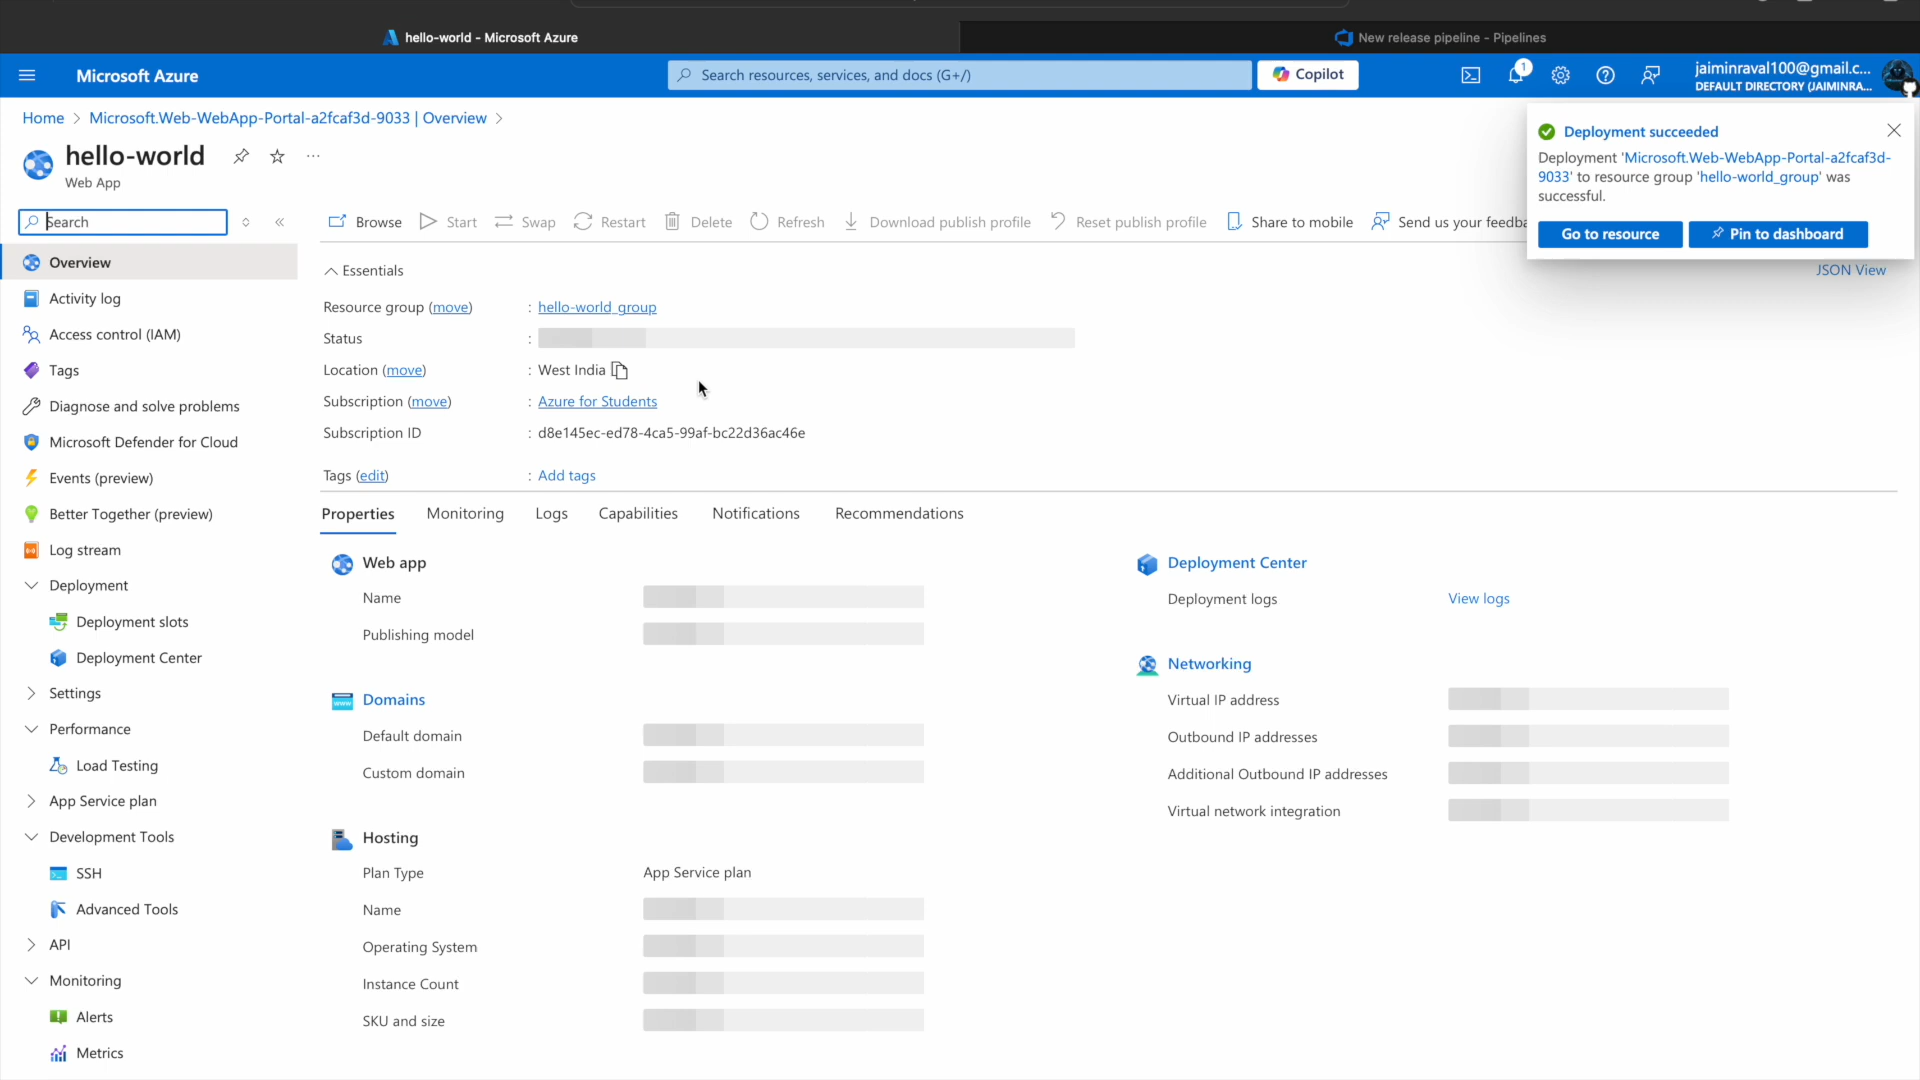 hello-world - Microsoft Azure
New release pipeline - Pipelines
Microsoft Azure
Search resources, services, and docs (G+/)
Copilot
1
jaiminraval100@gmail.c...
DEFAULT DIRECTORY (JAIMINRA...
Home > Microsoft.Web-WebApp-Portal-a2fcaf3d-9033 | Overview >
hello-world
Web App
Deployment succeeded
Deployment 'Microsoft.Web-WebApp-Portal-a2fcaf3d-
9033' to resource group 'hello-world_group' was
successful.
Go to resource
Pin to dashboard
Search
Browse
Start
Swap
Restart
Delete
Refresh
Download publish profile
Reset publish profile
Share to mobile
Send us your feedba
JSON View
Overview
Activity log
Access control (IAM)
Tags
Diagnose and solve problems
Microsoft Defender for Cloud
Events (preview)
Better Together (preview)
Log stream
Deployment
Deployment slots
Deployment Center
Settings
Performance
Load Testing
App Service plan
Development Tools
SSH
Advanced Tools
API
Monitoring
Alerts
Metrics
Essentials
Resource group (move) : hello-world_group
Status :
Location (move) : West India
Subscription (move) : Azure for Students
Subscription ID : d8e145ec-ed78-4ca5-99af-bc22d36ac46e
Tags (edit) : Add tags
Properties
Monitoring
Logs
Capabilities
Notifications
Recommendations
Web app
Name
Publishing model
Domains
Default domain
Custom domain
Hosting
Plan Type App Service plan
Name
Operating System
Instance Count
SKU and size
Deployment Center
Deployment logs View logs
Networking
Virtual IP address
Outbound IP addresses
Additional Outbound IP addresses
Virtual network integration